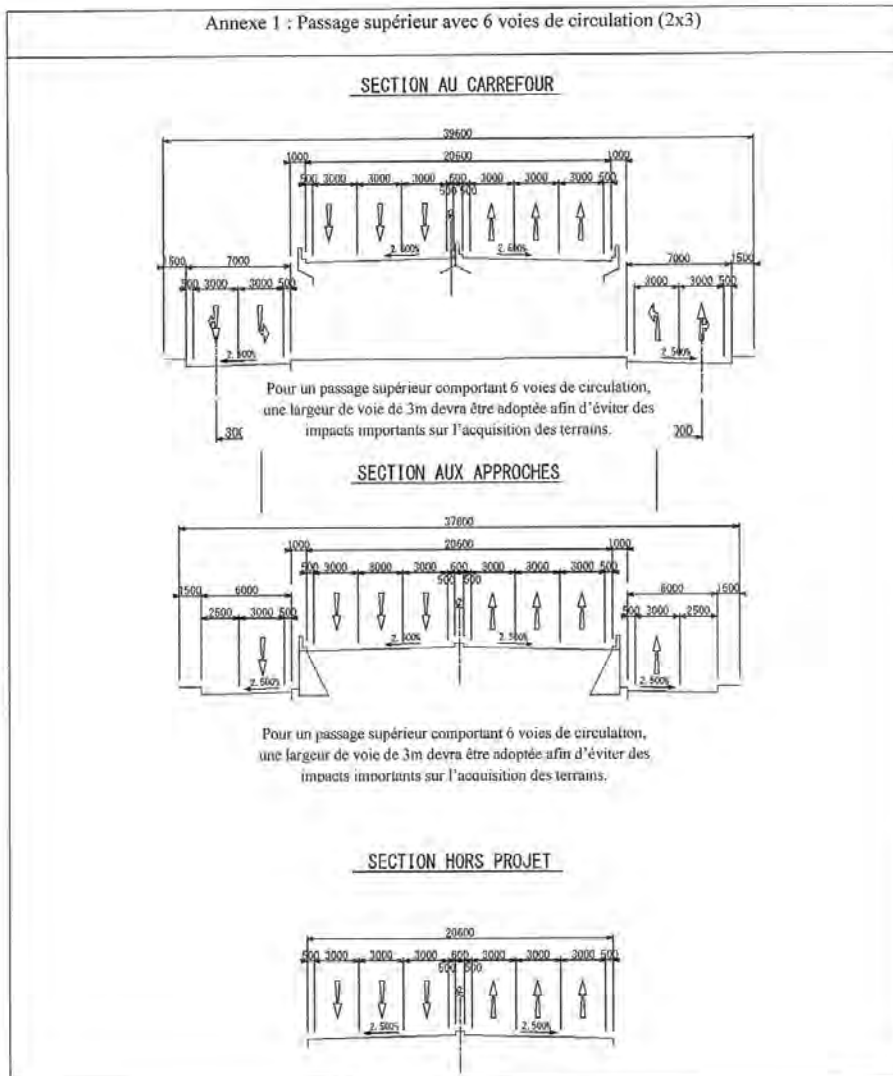 Annexe 1 : Passage supérieur avec 6 voies de circulation (2x3)
SECTION AU CARREFOUR
39600
1000 20600 1000
500 3000 3000 3000 600 3000 3000 3000 500
500 500
2.500% 2.500%
1500 7000 7000 1500
500 3000 3000 500 3000 3000 500
2.500% 2.500%
Pour un passage supérieur comportant 6 voies de circulation,
une largeur de voie de 3m devra être adoptée afin d'éviter des
impacts importants sur l'acquisition des terrains.
SECTION AUX APPROCHES
37600
1000 20600 1000
500 3000 3000 3000 600 3000 3000 3000 500
500 500
1500 6000 6000 1500
2500 3000 500 500 3000 2500
2.500% 2.500%
2.500% 2.500%
Pour un passage supérieur comportant 6 voies de circulation,
une largeur de voie de 3m devra être adoptée afin d'éviter des
impacts importants sur l'acquisition des terrains.
SECTION HORS PROJET
20600
500 3000 3000 3000 600 3000 3000 3000 500
500 500
2.500% 2.500%